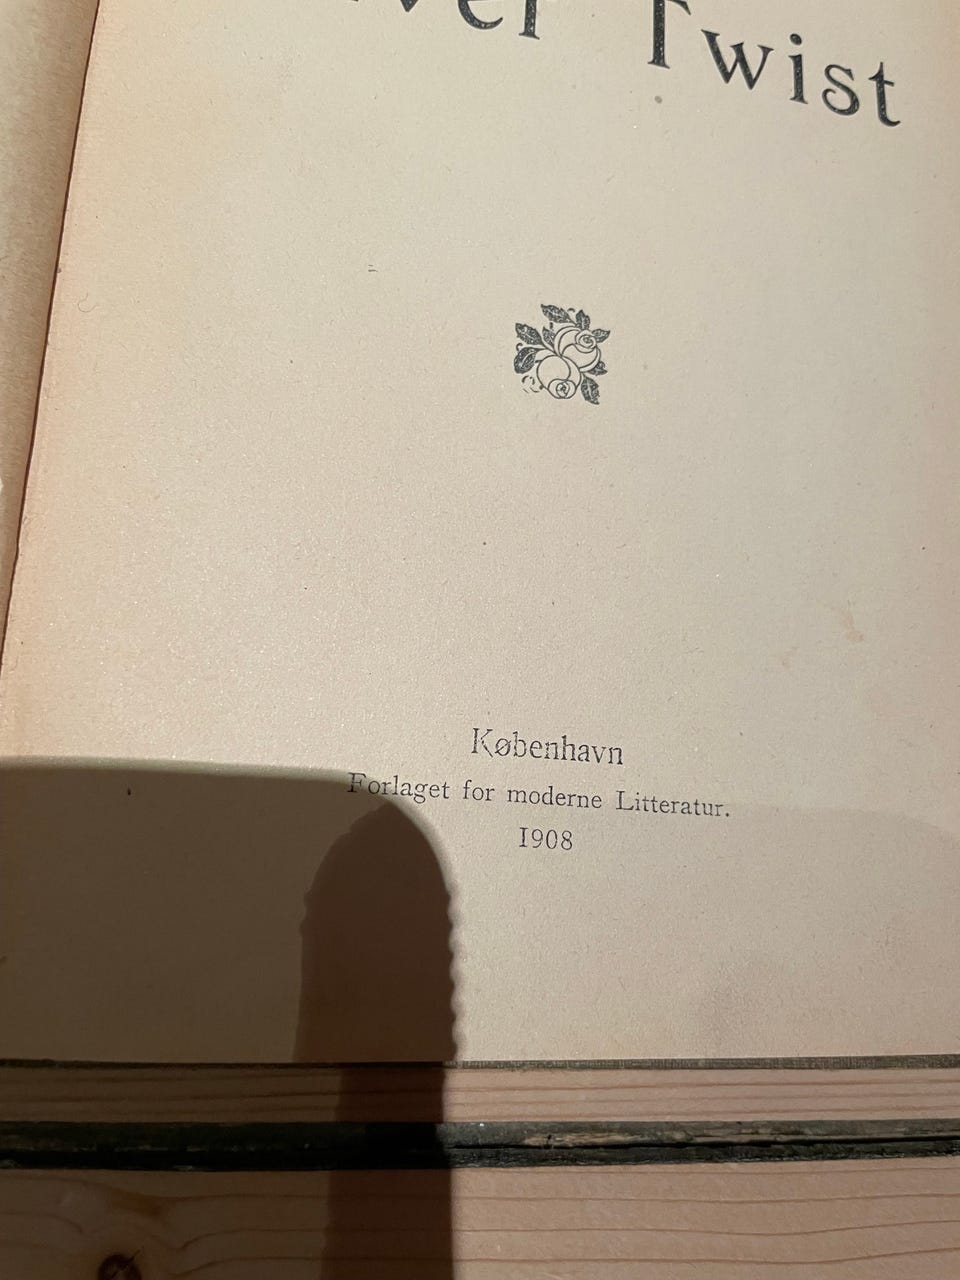 Twist
København
Forlaget for moderne Litteratur.
1908